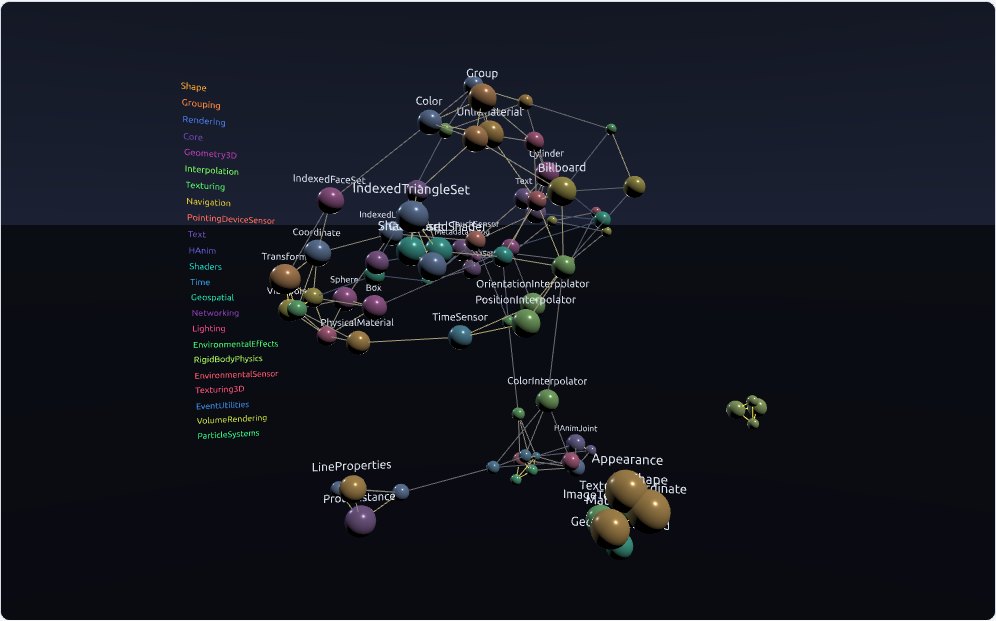 Shape
Grouping
Rendering
Core
Geometry3D
Interpolation
Texturing
Navigation
PointingDeviceSensor
Text
HAnim
Shaders
Time
Geospatial
Networking
Lighting
EnvironmentalEffects
RigidBodyPhysics
EnvironmentalSensor
Texturing3D
EventUtilities
VolumeRendering
ParticleSystems
Group
Color
Cylinder
Billboard
IndexedFaceSet
Text
IndexedTriangleSet
Coordinate
Transform
Sphere
Box
OrientationInterpolator
PositionInterpolator
PhysicalMaterial
TimeSensor
ColorInterpolator
HAnimJoint
LineProperties
Appearance